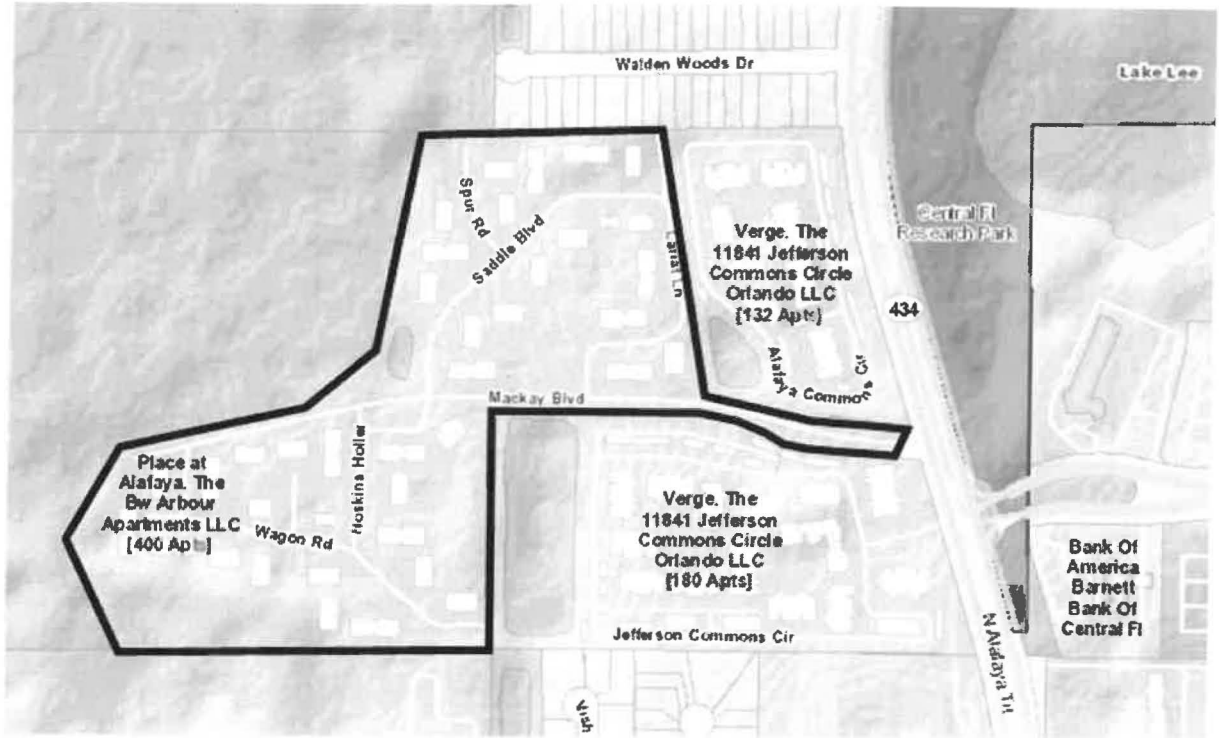 Walden Woods Dr
Lake Lee
Spur Rd
Saddle Blvd
Lariat Ln
Central Fl
Research Park
Verge, The
11841 Jefferson
Commons Circle
Orlando LLC
[132 Apts]
434
Alafaya Commons Cir
Mackay Blvd
Hoskins Holler
Place at
Alafaya, The
Bw Arbour
Apartments LLC
[400 Apts]
Wagon Rd
Verge, The
11841 Jefferson
Commons Circle
Orlando LLC
[180 Apts]
Bank Of
America
Barnett
Bank Of
Central Fl
Jefferson Commons Cir
N Alafaya Trl
Vish